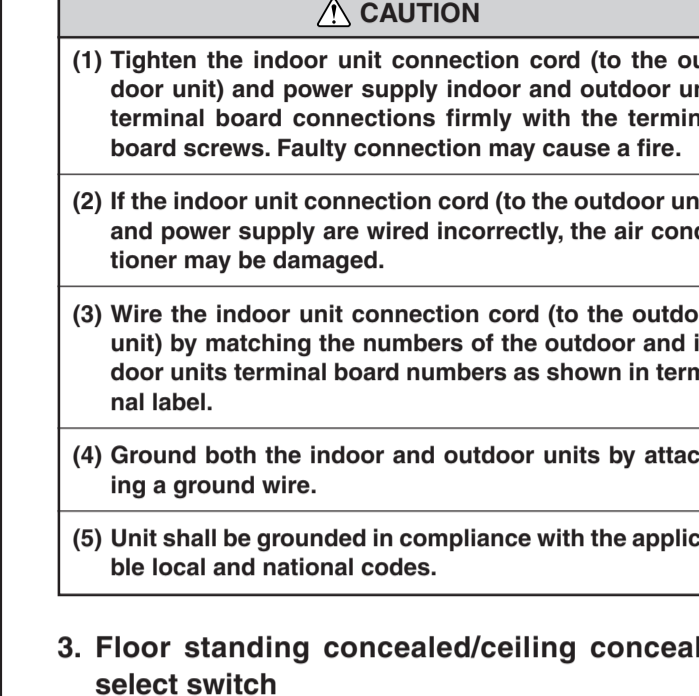 CAUTION
(1) Tighten the indoor unit connection cord (to the ou
door unit) and power supply indoor and outdoor un
terminal board connections firmly with the termin
board screws. Faulty connection may cause a fire.
(2) If the indoor unit connection cord (to the outdoor un
and power supply are wired incorrectly, the air cond
tioner may be damaged.
(3) Wire the indoor unit connection cord (to the outdo
unit) by matching the numbers of the outdoor and i
door units terminal board numbers as shown in term
nal label.
(4) Ground both the indoor and outdoor units by attac
ing a ground wire.
(5) Unit shall be grounded in compliance with the applic
ble local and national codes.
3. Floor standing concealed/ceiling conceal
select switch